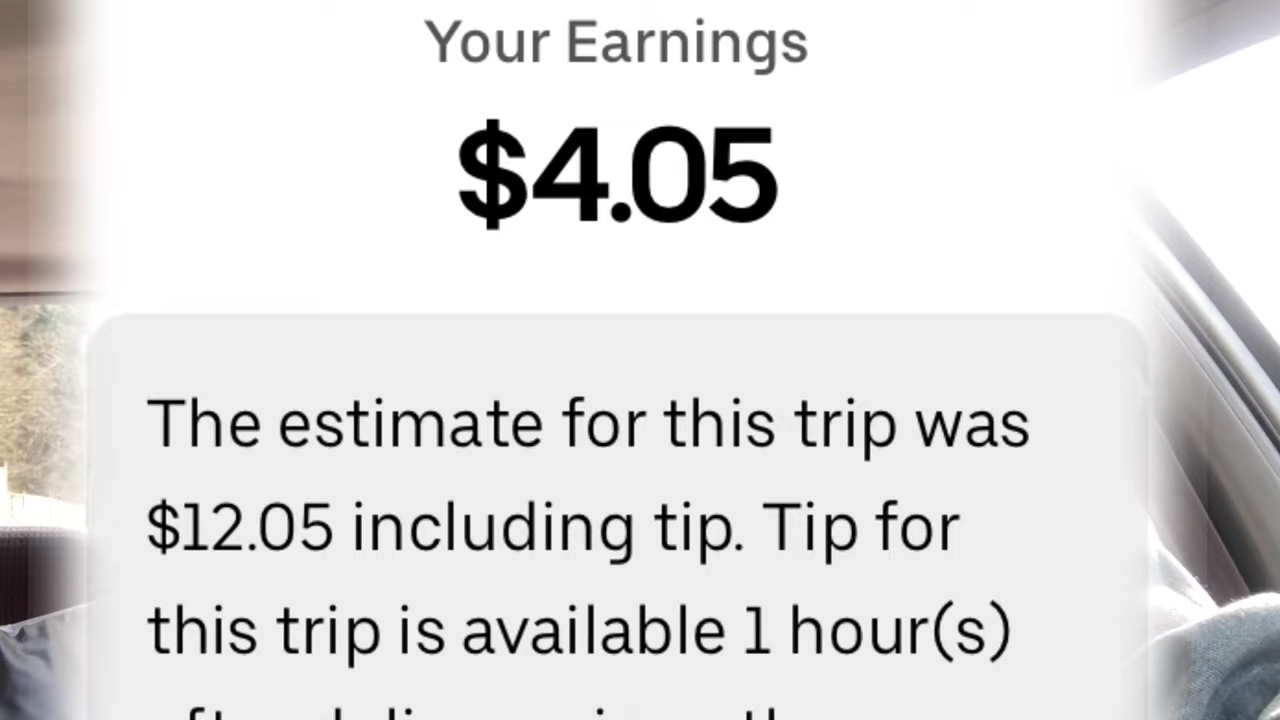 Your Earnings
$4.05
The estimate for this trip was
$12.05 including tip. Tip for
this trip is available 1 hour(s)